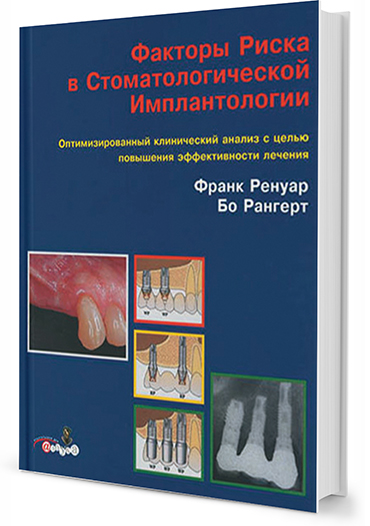 Факторы Риска
в Стоматологической
Имплантологии
Оптимизированный клинический анализ с целью
повышения эффективности лечения
Франк Ренуар
Бо Рангерт